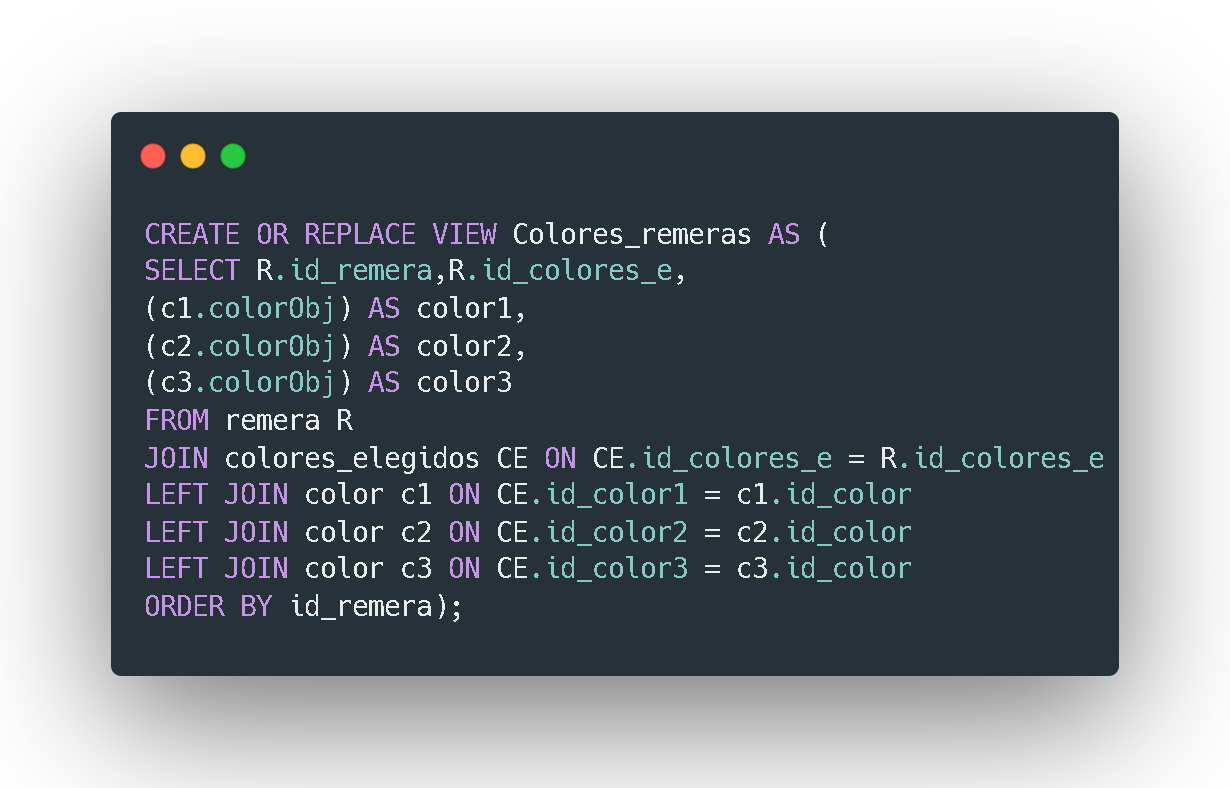 CREATE OR REPLACE VIEW Colores_remeras AS (
SELECT R.id_remera,R.id_colores_e,
(c1.colorObj) AS color1,
(c2.colorObj) AS color2,
(c3.colorObj) AS color3
FROM remera R
JOIN colores_elegidos CE ON CE.id_colores_e = R.id_colores_e
LEFT JOIN color c1 ON CE.id_color1 = c1.id_color
LEFT JOIN color c2 ON CE.id_color2 = c2.id_color
LEFT JOIN color c3 ON CE.id_color3 = c3.id_color
ORDER BY id_remera);